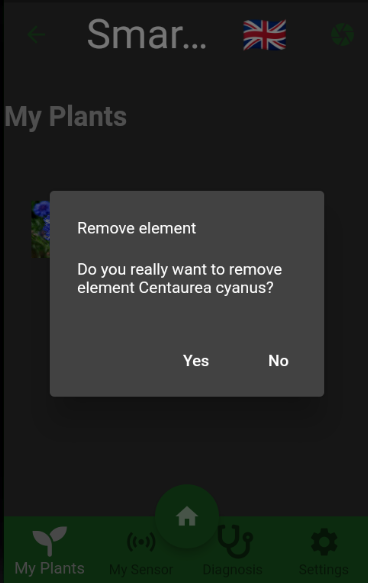 Smar...
My Plants
Remove element
Do you really want to remove
element Centaurea cyanus?
Yes No
My Plants My Sensor Diagnosis Settings